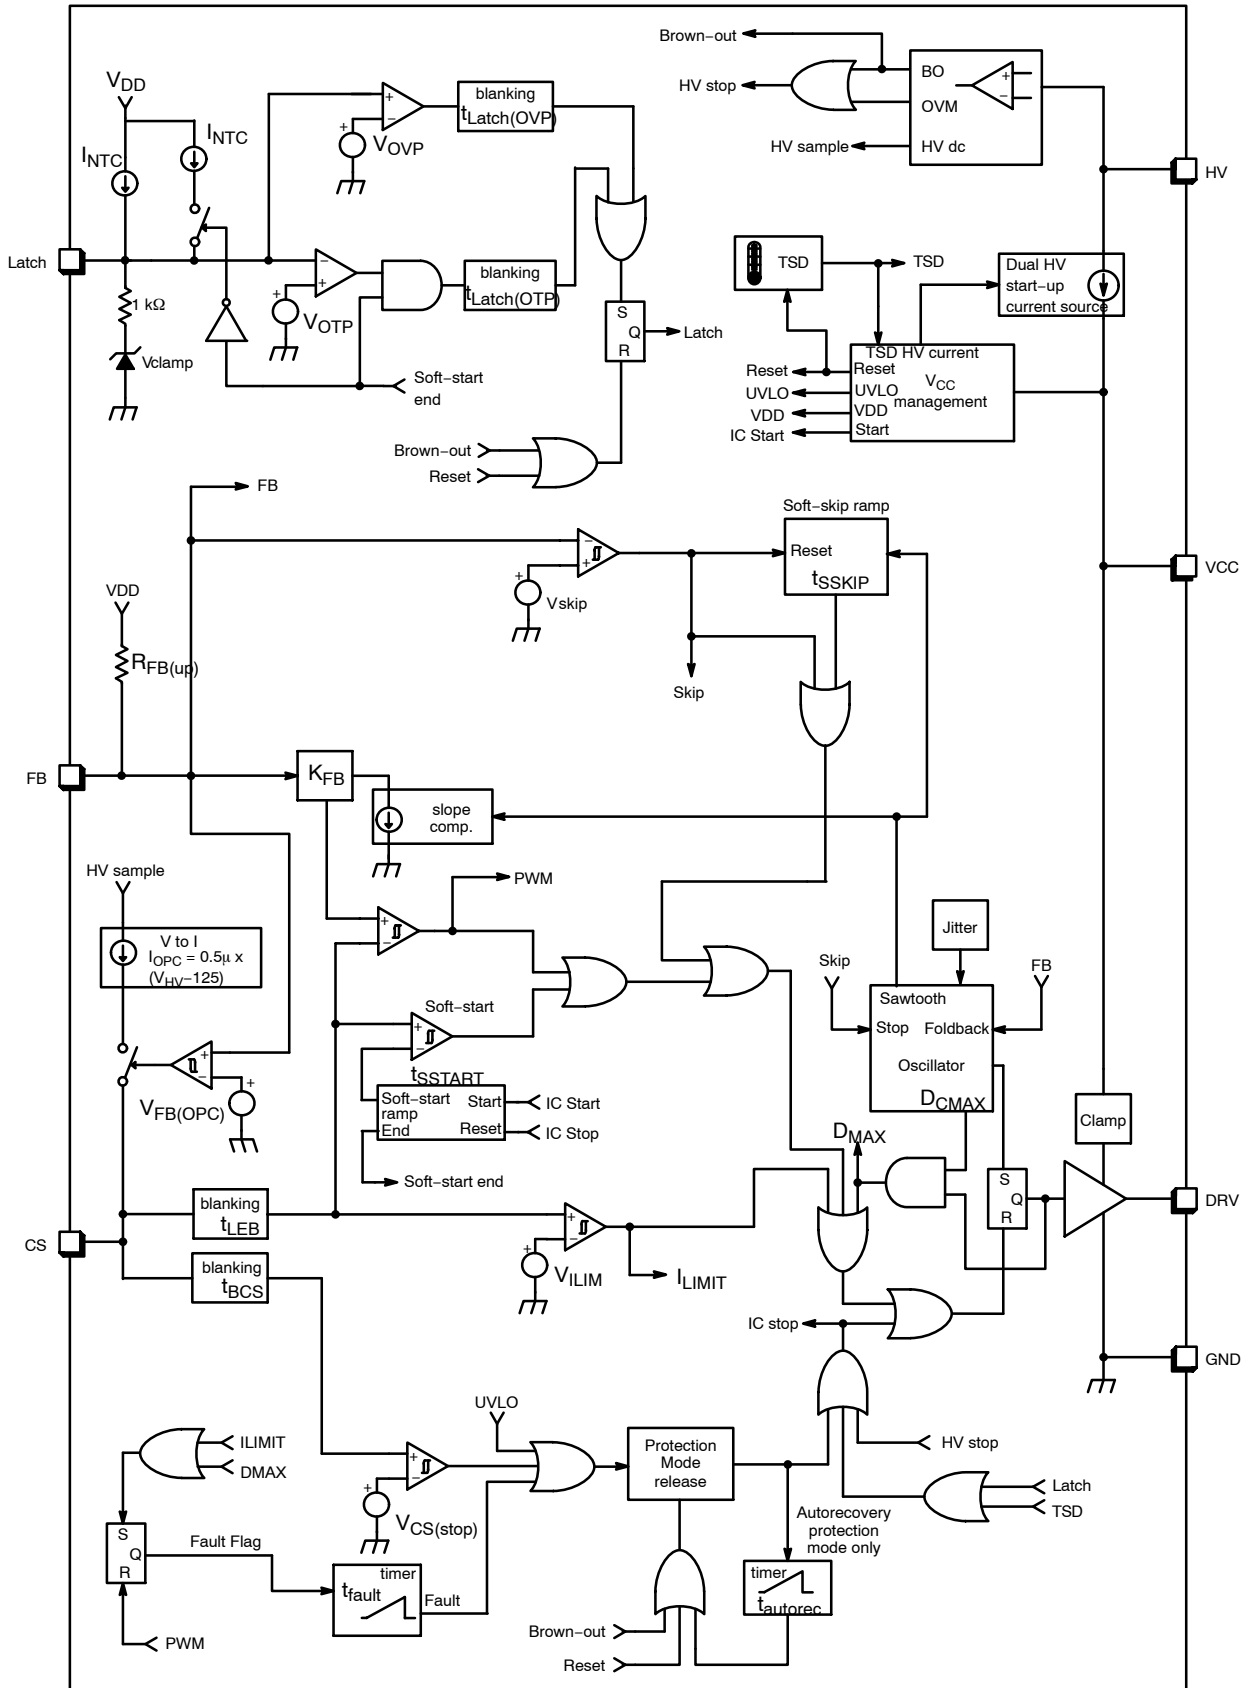 Brown-out
HV stop
BO
+
−
OVM
HV sample
HV dc
HV
VDD
INTC
INTC
+
−
blanking
tLatch(OVP)
+
VOVP
Latch
−
+
blanking
tLatch(OTP)
+
VOTP
1 kΩ
Vclamp
Soft-start
end
S
Q
R
Latch
TSD
TSD
Dual HV
start-up
current source
TSD HV current
Reset
Reset
UVLO
UVLO
VCC
management
VDD
VDD
IC Start
Start
Brown-out
Reset
FB
Soft-skip ramp
−
+
Reset
tSSKIP
+
Vskip
VCC
VDD
RFB(up)
Skip
FB
KFB
slope
comp.
HV sample
PWM
V to I
IOPC = 0.5µ x
(VHV−125)
+
−
Jitter
Skip
FB
Sawtooth
Stop
Foldback
Oscillator
DCMAX
Soft-start
+
−
tSSTART
+
−
+
VFB(OPC)
Soft-start
ramp
End
Start
Reset
IC Start
IC Stop
Soft-start end
DMAX
Clamp
blanking
tLEB
CS
blanking
tBCS
+
−
+
VILIM
ILIMIT
S
Q
R
DRV
IC stop
GND
UVLO
ILIMIT
DMAX
+
−
+
VCS(stop)
Protection
Mode
release
HV stop
Latch
TSD
Autorecovery
protection
mode only
S
Q
R
Fault Flag
timer
tfault
Fault
timer
tautorec
Brown-out
Reset
PWM